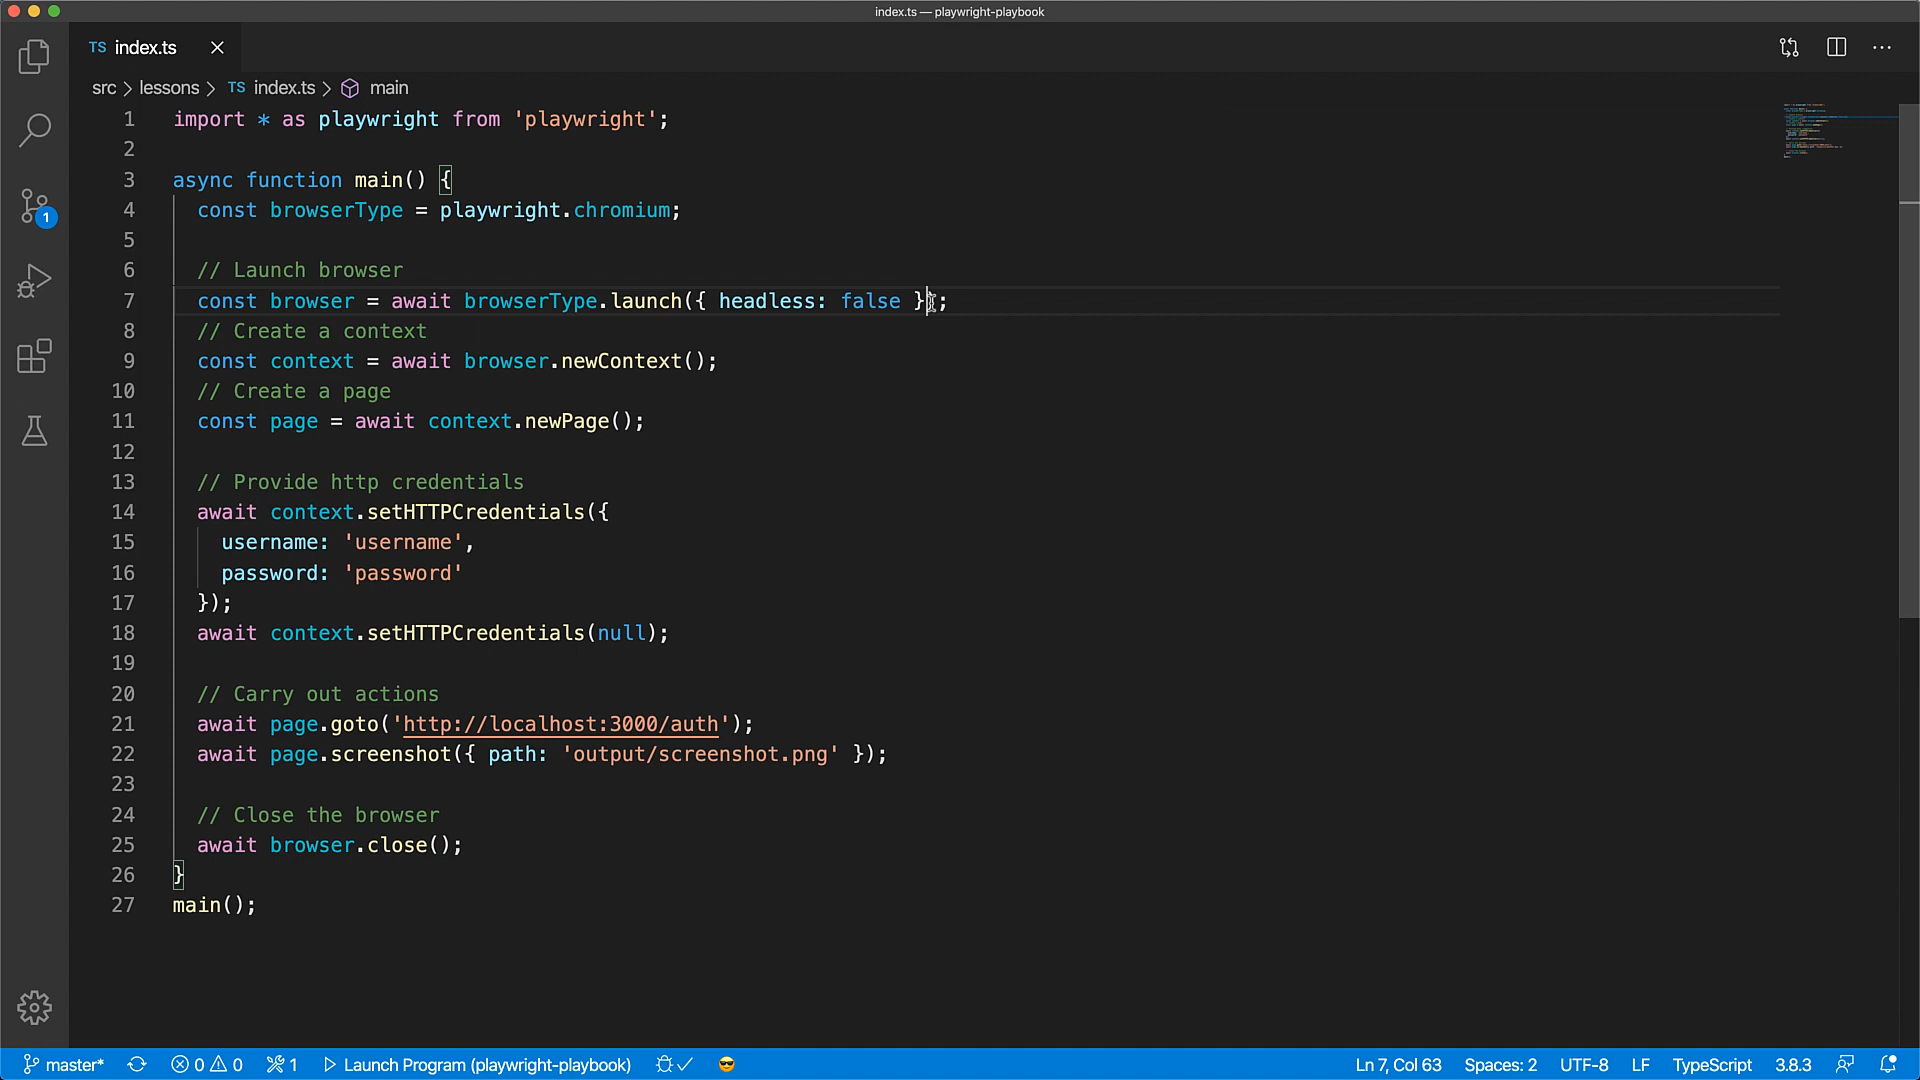 index.ts — playwright-playbook
TS index.ts
src > lessons > TS index.ts > main
1 import * as playwright from 'playwright';
2
3 async function main() {
4 const browserType = playwright.chromium;
5
6 // Launch browser
7 const browser = await browserType.launch({ headless: false });
8 // Create a context
9 const context = await browser.newContext();
10 // Create a page
11 const page = await context.newPage();
12
13 // Provide http credentials
14 await context.setHTTPCredentials({
15 username: 'username',
16 password: 'password'
17 });
18 await context.setHTTPCredentials(null);
19
20 // Carry out actions
21 await page.goto('http://localhost:3000/auth');
22 await page.screenshot({ path: 'output/screenshot.png' });
23
24 // Close the browser
25 await browser.close();
26 }
27 main();
1
master* 0 0 1 Launch Program (playwright-playbook) Ln 7, Col 63 Spaces: 2 UTF-8 LF TypeScript 3.8.3